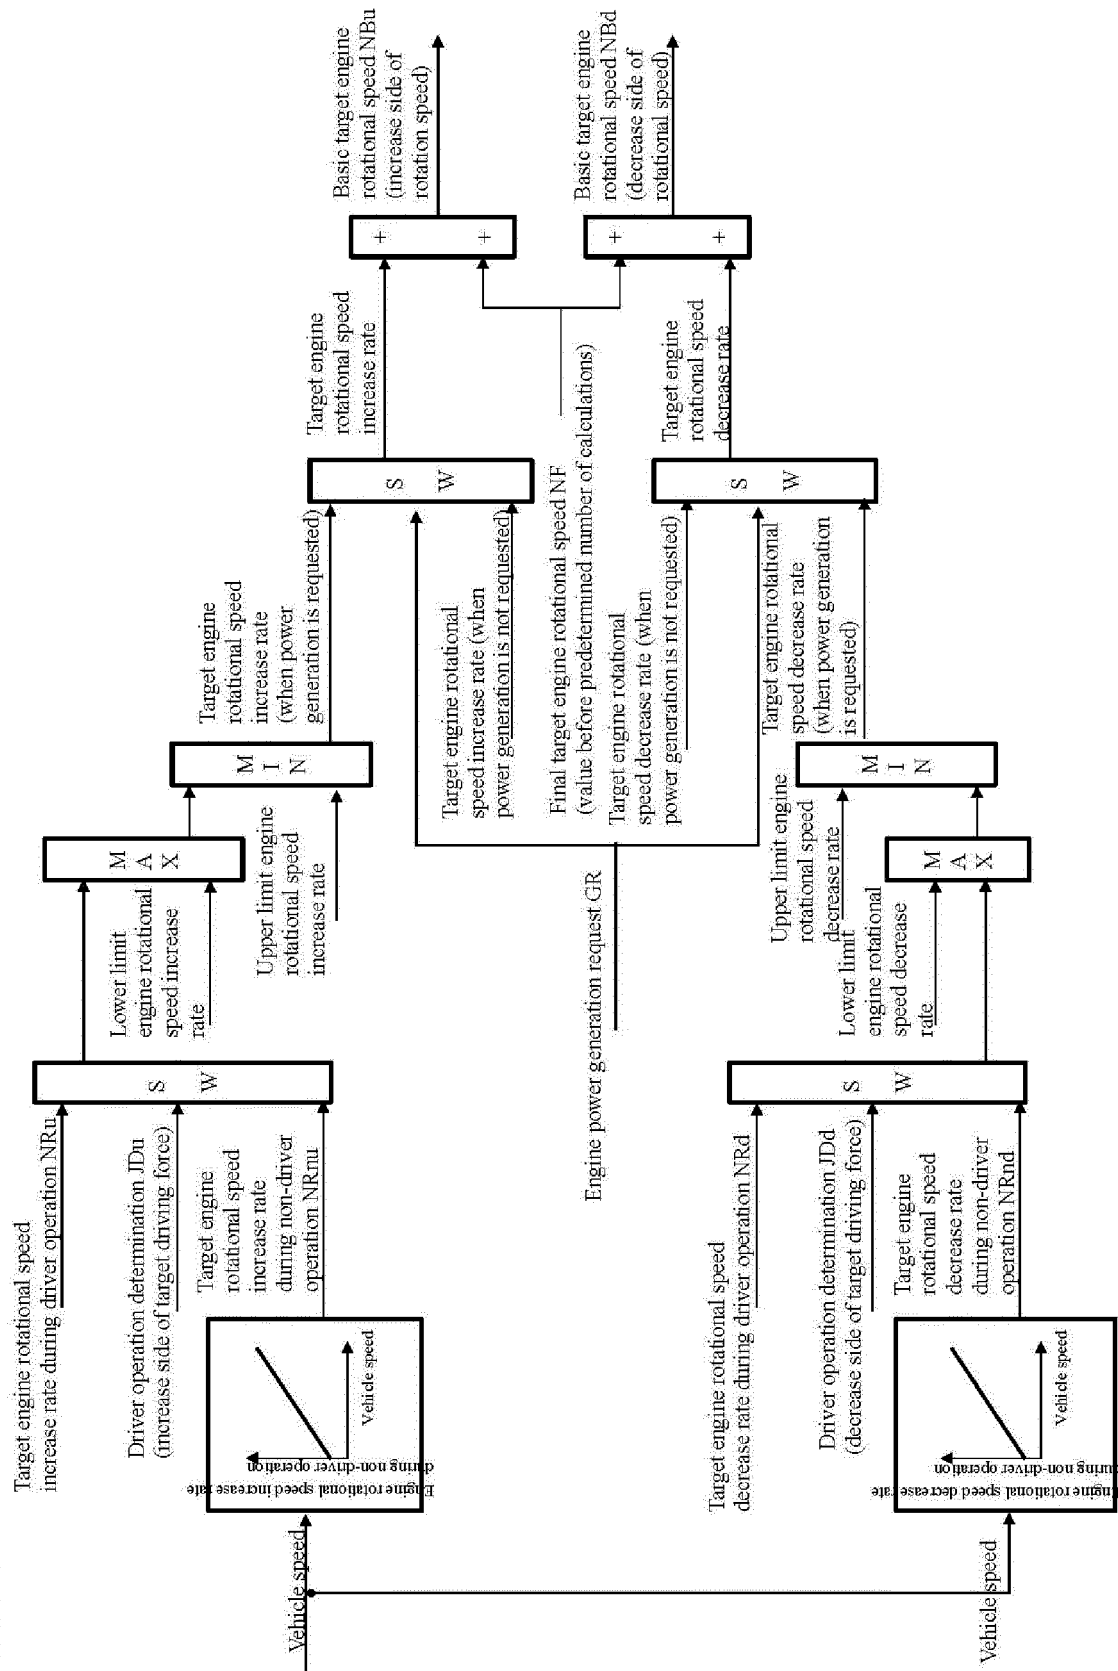 Vehicle speed
Engine rotational speed increase rate
during non-driver operation
Vehicle speed
Target engine rotational speed
increase rate during driver operation NRu
Driver operation determination JDu
(increase side of target driving force)
Target engine
rotational speed
increase rate
during non-driver
operation NRnu
S
W
Lower limit
engine rotational
speed increase
rate
M
A
X
Upper limit engine
rotational speed
increase rate
M
I
N
Target engine
rotational speed
increase rate
(when power
generation is requested)
Target engine rotational
speed increase rate (when
power generation is not requested)
S
W
Target engine
rotational speed
increase rate
+
+
Basic target engine
rotational speed NBu
(increase side of
rotation speed)
Engine power generation request GR
Final target engine rotational speed NF
(value before predetermined number of calculations)
Vehicle speed
Engine rotational speed decrease rate
during non-driver operation
Vehicle speed
Target engine rotational speed
decrease rate during driver operation NRd
Driver operation determination JDd
(decrease side of target driving force)
Target engine
rotational speed
decrease rate
during non-driver
operation NRnd
S
W
Lower limit
engine rotational
speed decrease
rate
M
A
X
Upper limit engine
rotational speed
decrease rate
M
I
N
Target engine rotational
speed decrease rate (when
power generation is not requested)
Target engine rotational
speed decrease rate
(when power generation
is requested)
S
W
Target engine
rotational speed
decrease rate
+
+
Basic target engine
rotational speed NBd
(decrease side of
rotational speed)